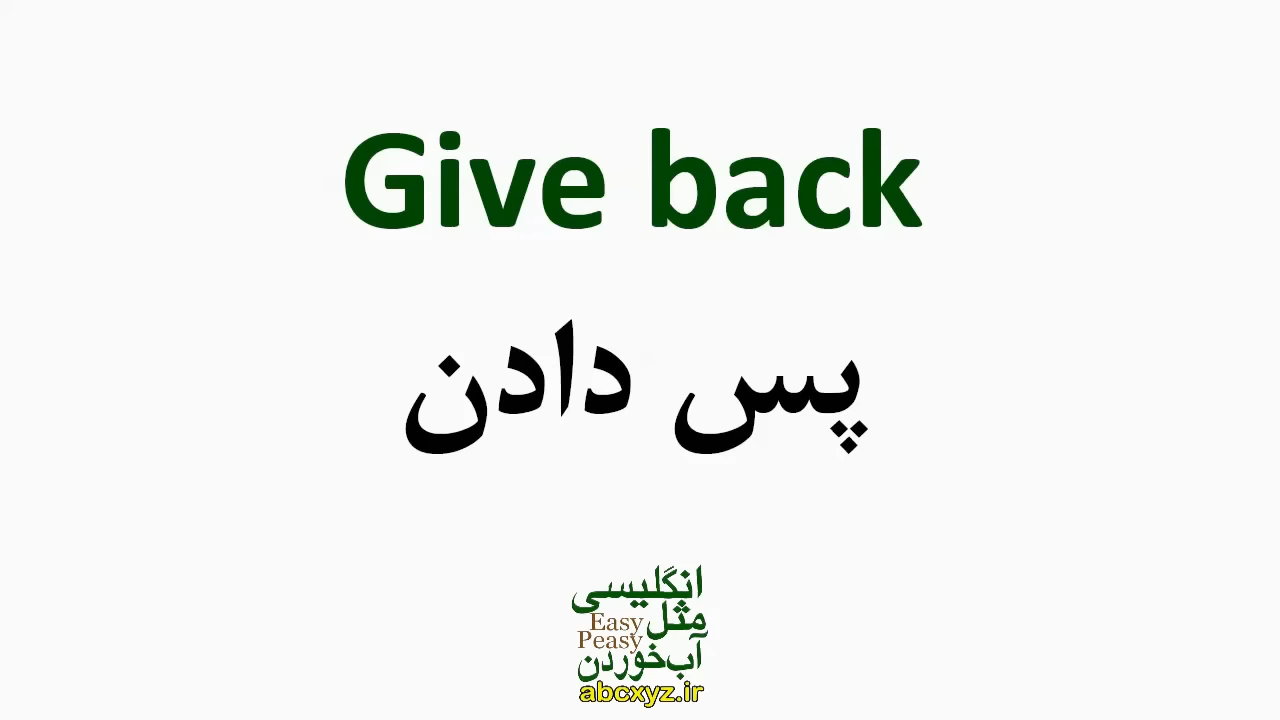 Give back
پس دادن
انگلیسی
مثل
Easy
Peasy
آب‌خوردن
abcxyz.ir